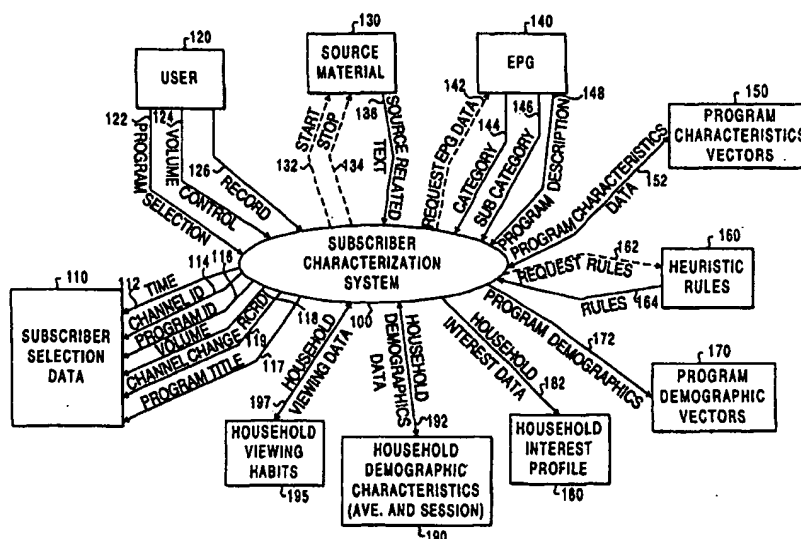 120
USER
130
SOURCE
MATERIAL
140
EPG
122
PROGRAM
SELECTION
124
VOLUME
CONTROL
126
RECORD
START
STOP
132
134
136
SOURCE RELATED
TEXT
142
REQUEST EPG DATA
144
CATEGORY
146
SUB CATEGORY
148
PROGRAM DESCRIPTION
150
PROGRAM
CHARACTERISTICS
VECTORS
PROGRAM CHARACTERISTICS
DATA
152
SUBSCRIBER
CHARACTERIZATION
SYSTEM
100
160
HEURISTIC
RULES
162
REQUEST RULES
RULES
164
110
SUBSCRIBER
SELECTION
DATA
112
TIME
114
CHANNEL ID
116
PROGRAM ID
VOLUME
118
RCRD
119
CHANNEL CHANGE
117
PROGRAM TITLE
PROGRAM DEMOGRAPHICS
172
170
PROGRAM
DEMOGRAPHIC
VECTORS
197
HOUSEHOLD
VIEWING DATA
HOUSEHOLD
VIEWING
HABITS
195
HOUSEHOLD
DEMOGRAPHICS
DATA
192
HOUSEHOLD
DEMOGRAPHIC
CHARACTERISTICS
(AVE. AND SESSION)
190
HOUSEHOLD
INTEREST DATA
182
HOUSEHOLD
INTEREST
PROFILE
180